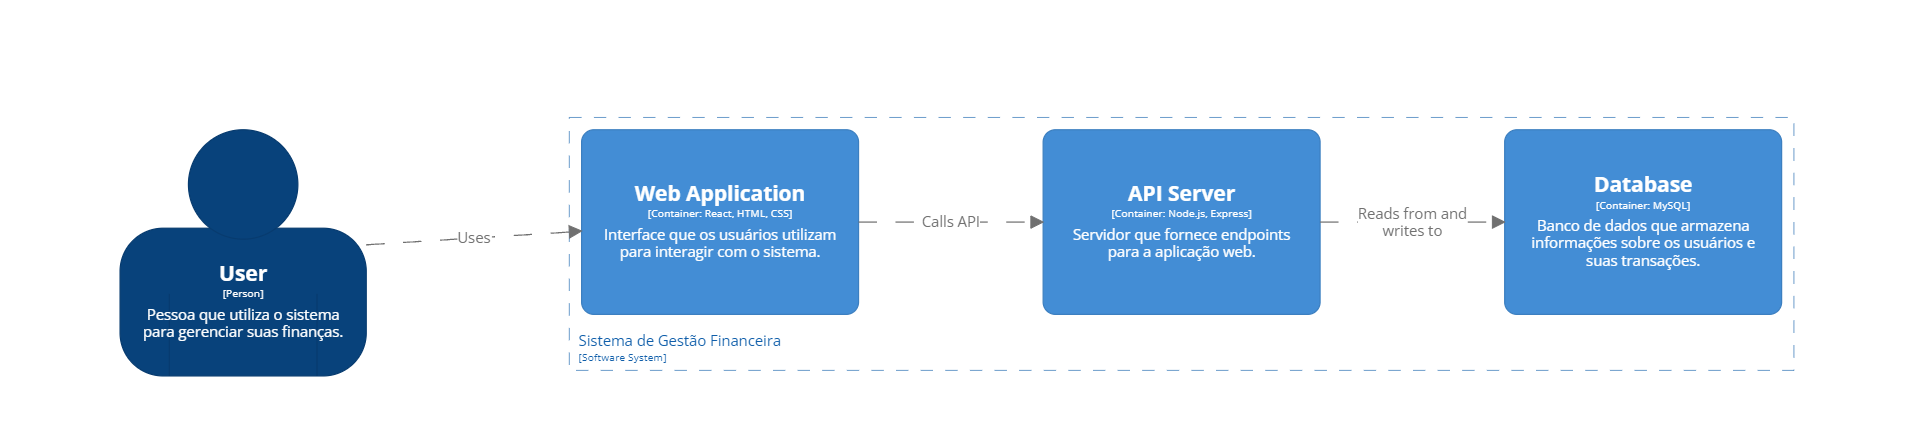 User
[Person]
Pessoa que utiliza o sistema
para gerenciar suas finanças.
Uses
Web Application
[Container: React, HTML, CSS]
Interface que os usuários utilizam
para interagir com o sistema.
Calls API
API Server
[Container: Node.js, Express]
Servidor que fornece endpoints
para a aplicação web.
Reads from and
writes to
Database
[Container: MySQL]
Banco de dados que armazena
informações sobre os usuários e
suas transações.
Sistema de Gestão Financeira
[Software System]